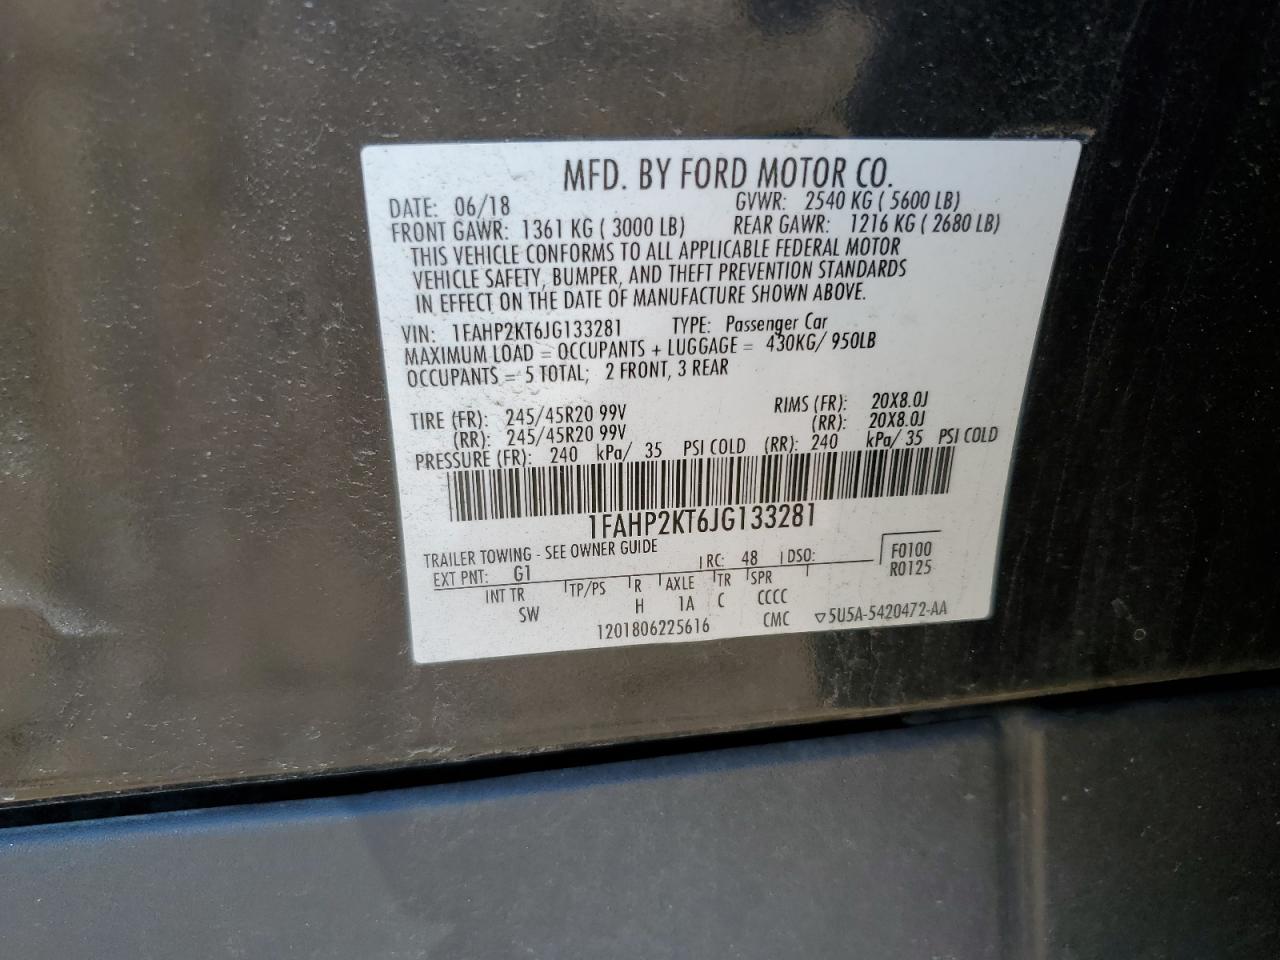 MFD. BY FORD MOTOR CO.
DATE: 06/18 GVWR: 2540 KG ( 5600 LB)
FRONT GAWR: 1361 KG ( 3000 LB) REAR GAWR: 1216 KG ( 2680 LB)
THIS VEHICLE CONFORMS TO ALL APPLICABLE FEDERAL MOTOR
VEHICLE SAFETY, BUMPER, AND THEFT PREVENTION STANDARDS
IN EFFECT ON THE DATE OF MANUFACTURE SHOWN ABOVE.
VIN: 1FAHP2KT6JG133281 TYPE: Passenger Car
MAXIMUM LOAD = OCCUPANTS + LUGGAGE = 430KG/ 950LB
OCCUPANTS = 5 TOTAL; 2 FRONT, 3 REAR
TIRE (FR): 245/45R20 99V RIMS (FR): 20X8.0J
(RR): 245/45R20 99V (RR): 20X8.0J
PRESSURE (FR): 240 kPa/ 35 PSI COLD (RR): 240 kPa/ 35 PSI COLD
1FAHP2KT6JG133281
TRAILER TOWING - SEE OWNER GUIDE
EXT PNT: G1 RC: 48 DSO: F0100
R0125
INT TR TP/PS R AXLE TR SPR
SW H 1A C CCCC
1201806225616 CMC ▽5U5A-5420472-AA